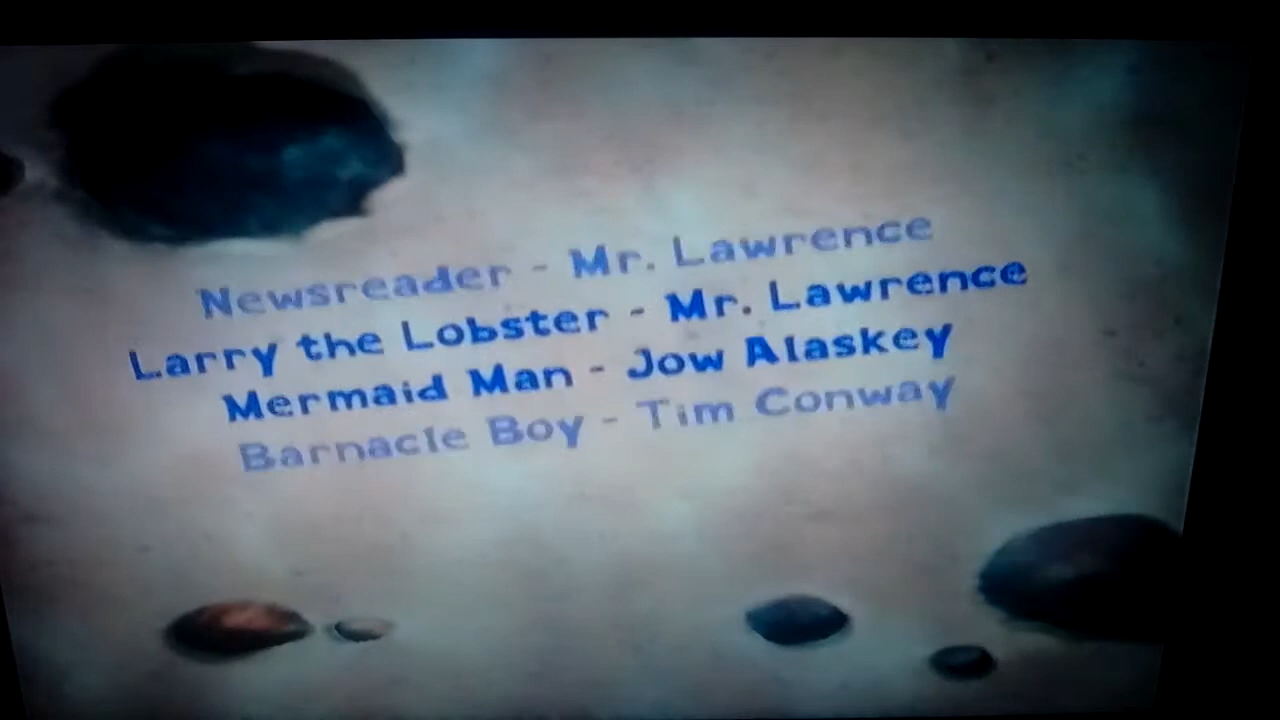 Newsreader - Mr. Lawrence
Larry the Lobster - Mr. Lawrence
Mermaid Man - Jow Alaskey
Barnacle Boy - Tim Conway